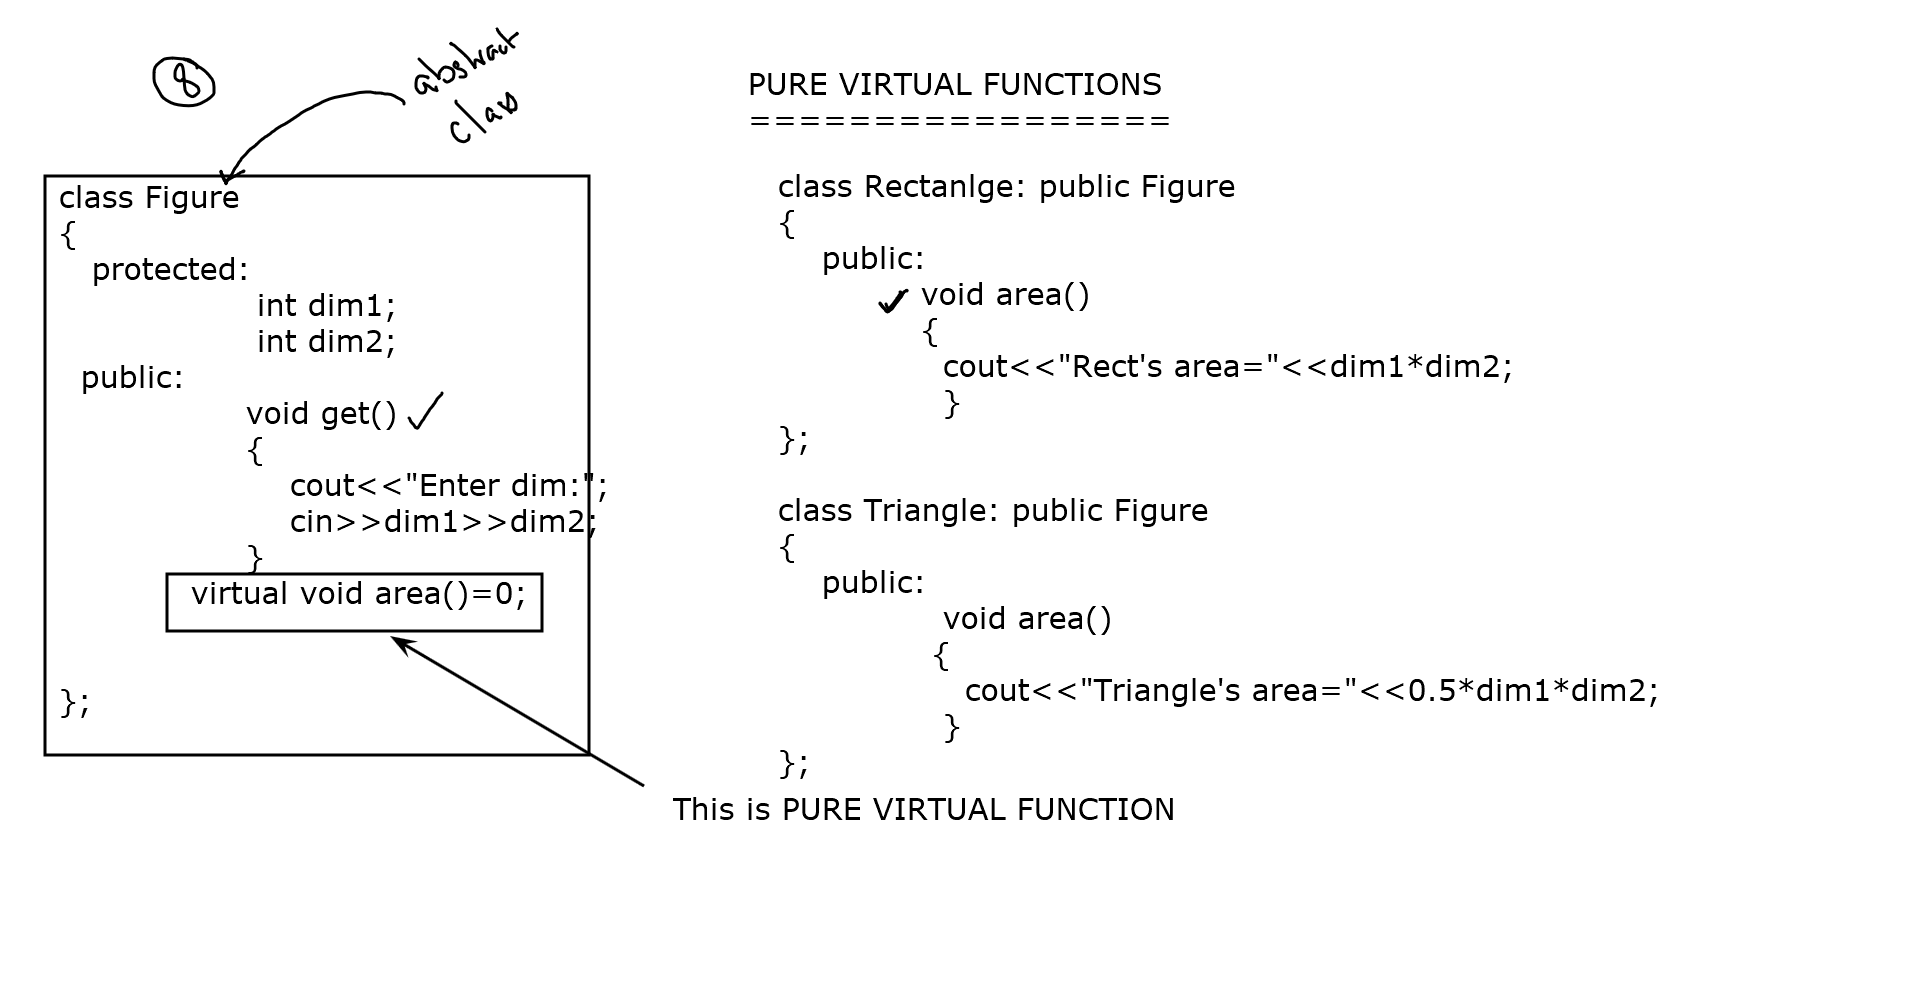 8
abstract
class
class Figure
{
protected:
int dim1;
int dim2;
public:
void get()
{
cout<<"Enter dim:";
cin>>dim1>>dim2;
}
virtual void area()=0;
};
PURE VIRTUAL FUNCTIONS
=================
class Rectanlge: public Figure
{
public:
void area()
{
cout<<"Rect's area="<<dim1*dim2;
}
};
class Triangle: public Figure
{
public:
void area()
{
cout<<"Triangle's area="<<0.5*dim1*dim2;
}
};
This is PURE VIRTUAL FUNCTION